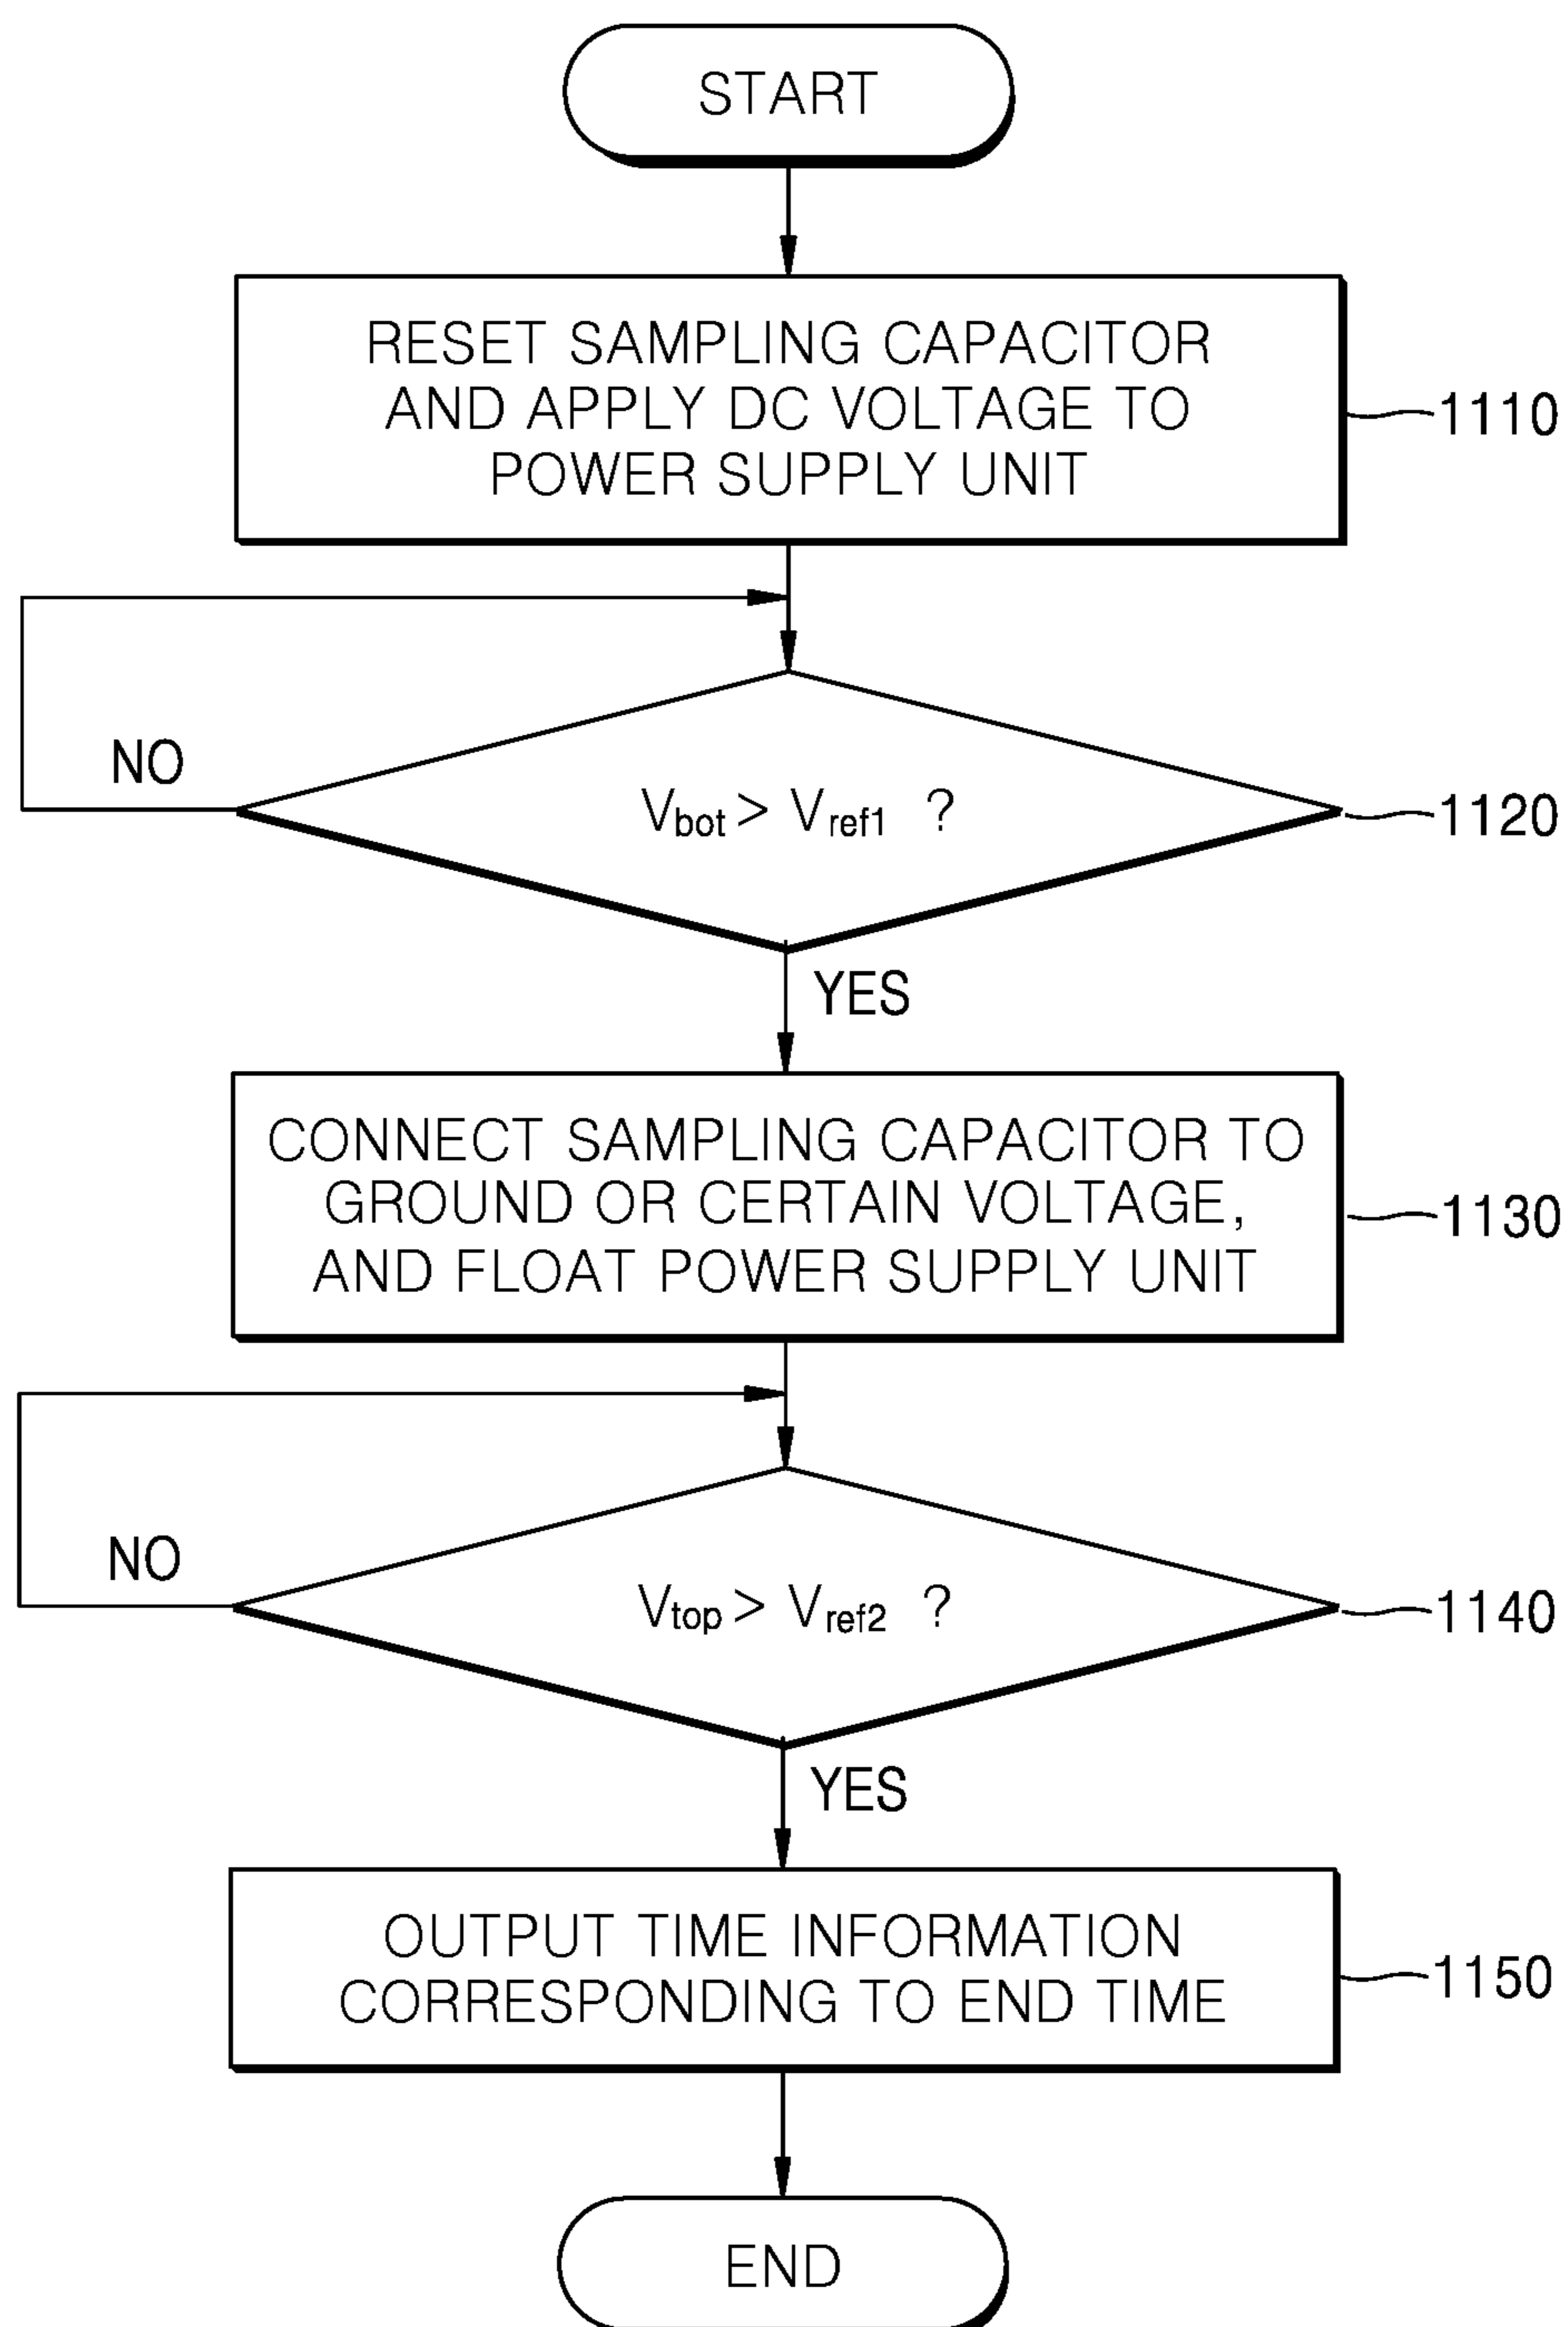 START
RESET SAMPLING CAPACITOR
AND APPLY DC VOLTAGE TO
POWER SUPPLY UNIT
1110
NO
Vbot > Vref1 ?
1120
YES
CONNECT SAMPLING CAPACITOR TO
GROUND OR CERTAIN VOLTAGE,
AND FLOAT POWER SUPPLY UNIT
1130
NO
Vtop > Vref2 ?
1140
YES
OUTPUT TIME INFORMATION
CORRESPONDING TO END TIME
1150
END